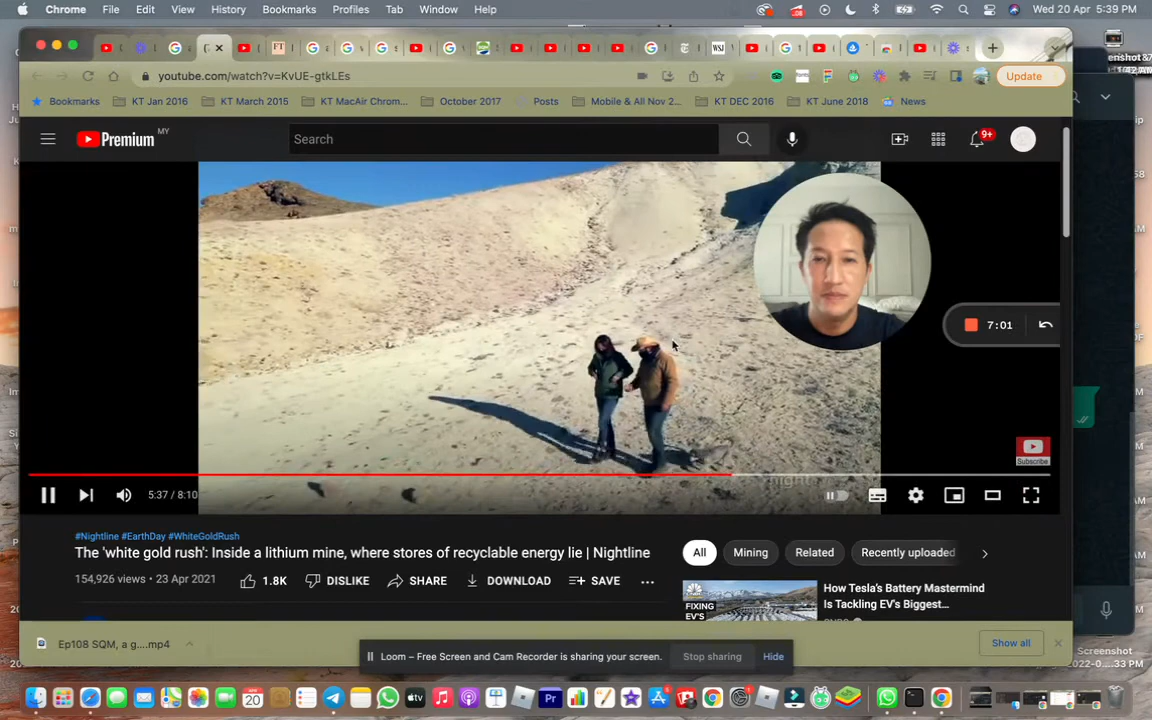 Chrome File Edit View History Bookmarks Profiles Tab Window Help Wed 20 Apr 5:39 PM
youtube.com/watch?v=KvUE-gtkLEs Update
Bookmarks KT Jan 2016 KT March 2015 KT MacAir Chrom... October 2017 Posts Mobile & All Nov 2... KT DEC 2016 KT June 2018 News
Premium MY
Search
9+
7:01
Subscribe
night
5:37 / 8:10
#Nightline #EarthDay #WhiteGoldRush
The 'white gold rush': Inside a lithium mine, where stores of recyclable energy lie | Nightline
154,926 views • 23 Apr 2021
1.8K DISLIKE SHARE DOWNLOAD SAVE
All Mining Related Recently uploaded
FIXING
EV'S
How Tesla's Battery Mastermind
Is Tackling EV's Biggest...
Ep108 SQM, a g....mp4
Show all
Loom – Free Screen and Cam Recorder is sharing your screen. Stop sharing Hide
Screenshot